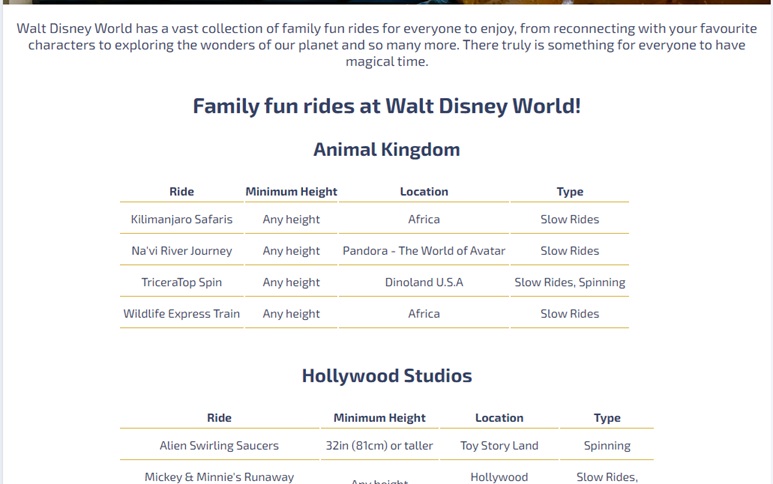 Walt Disney World has a vast collection of family fun rides for everyone to enjoy, from reconnecting with your favourite
characters to exploring the wonders of our planet and so many more. There truly is something for everyone to have
magical time.
Family fun rides at Walt Disney World!
Animal Kingdom
Ride Minimum Height Location Type
Kilimanjaro Safaris Any height Africa Slow Rides
Na'vi River Journey Any height Pandora - The World of Avatar Slow Rides
TriceraTop Spin Any height Dinoland U.S.A Slow Rides, Spinning
Wildlife Express Train Any height Africa Slow Rides
Hollywood Studios
Ride Minimum Height Location Type
Alien Swirling Saucers 32in (81cm) or taller Toy Story Land Spinning
Mickey & Minnie's Runaway Any height Hollywood Slow Rides,